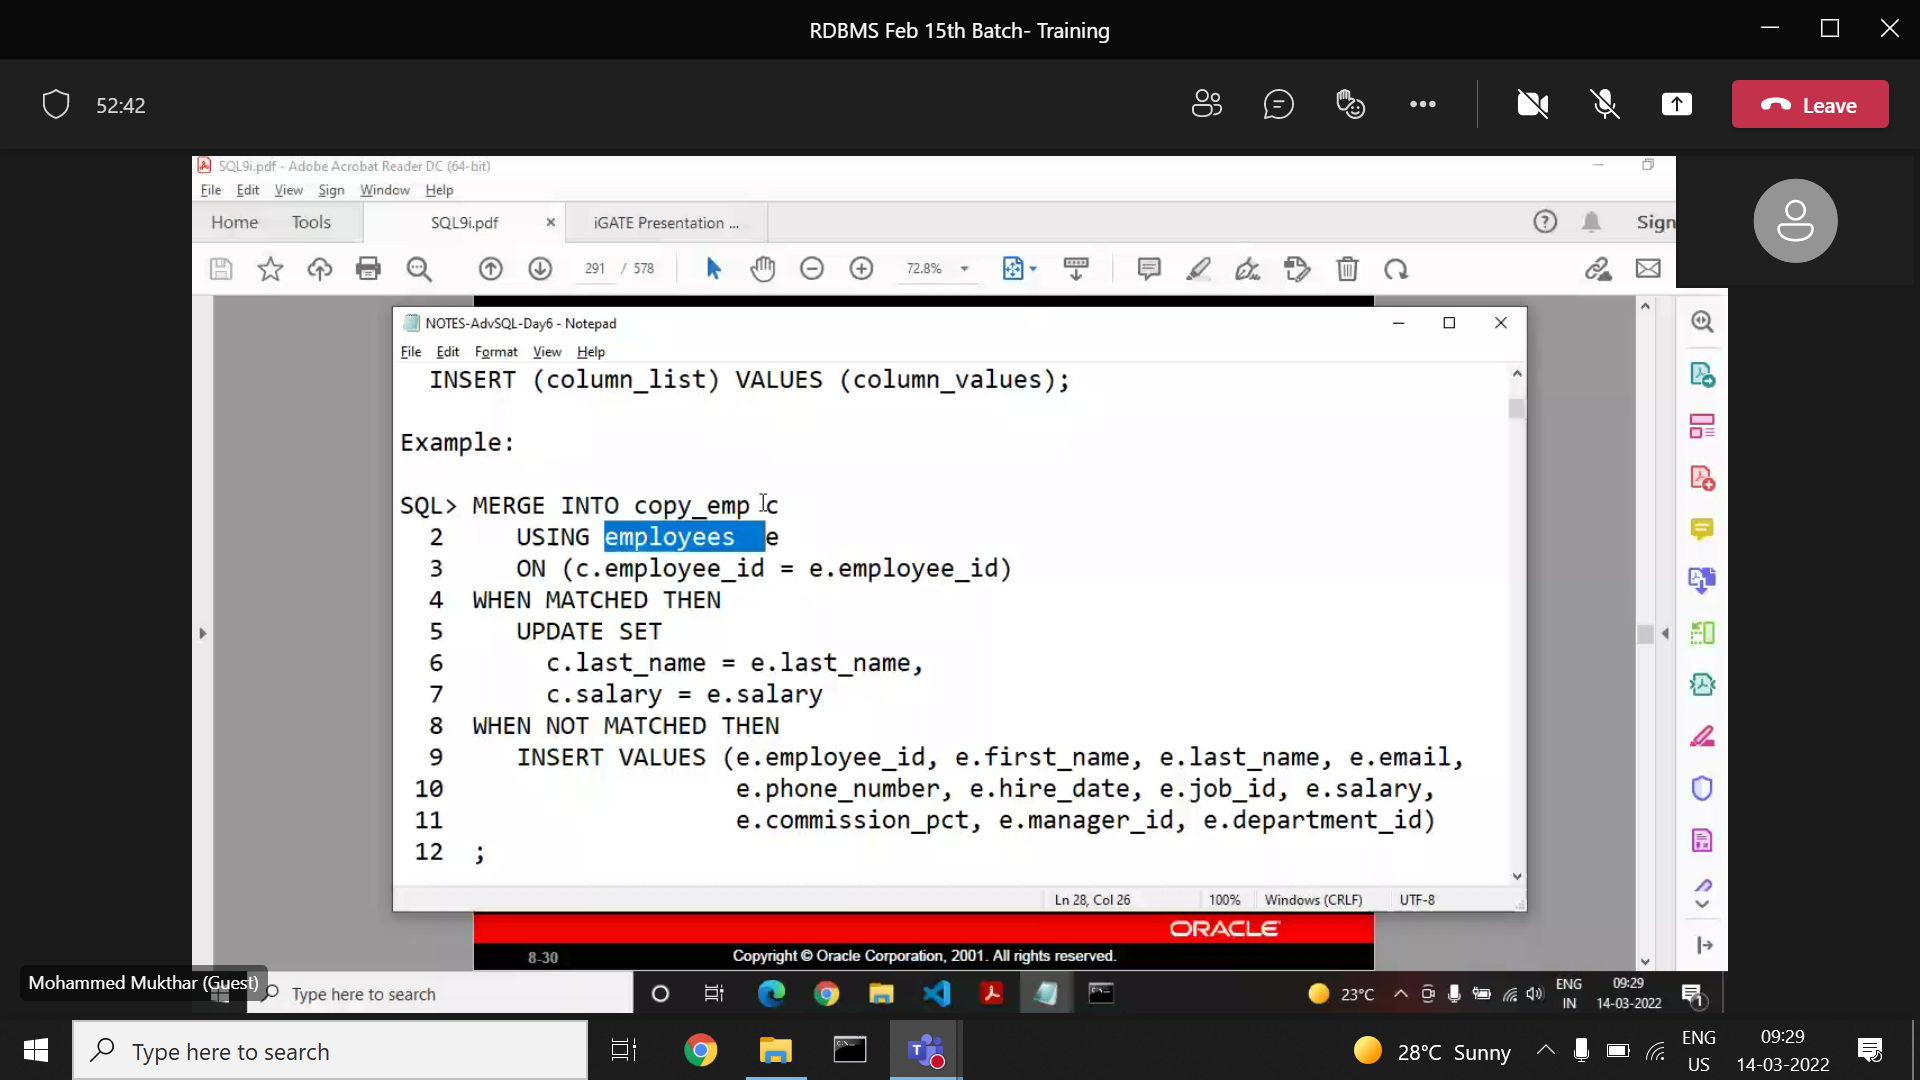 RDBMS Feb 15th Batch- Training
52:42
Leave
SQL9i.pdf - Adobe Acrobat Reader DC (64-bit)
File Edit View Sign Window Help
Home Tools SQL9i.pdf × iGATE Presentation ...
Sign
291 / 578 72.8%
NOTES-AdvSQL-Day6 - Notepad
File Edit Format View Help
INSERT (column_list) VALUES (column_values);
Example:
SQL> MERGE INTO copy_emp c
2 USING employees e
3 ON (c.employee_id = e.employee_id)
4 WHEN MATCHED THEN
5 UPDATE SET
6 c.last_name = e.last_name,
7 c.salary = e.salary
8 WHEN NOT MATCHED THEN
9 INSERT VALUES (e.employee_id, e.first_name, e.last_name, e.email,
10 e.phone_number, e.hire_date, e.job_id, e.salary,
11 e.commission_pct, e.manager_id, e.department_id)
12 ;
Ln 28, Col 26 100% Windows (CRLF) UTF-8
ORACLE
8-30 Copyright © Oracle Corporation, 2001. All rights reserved.
Mohammed Mukthar (Guest)
Type here to search
23°C
ENG
IN
09:29
14-03-2022
1
Type here to search
28°C Sunny
ENG
US
09:29
14-03-2022